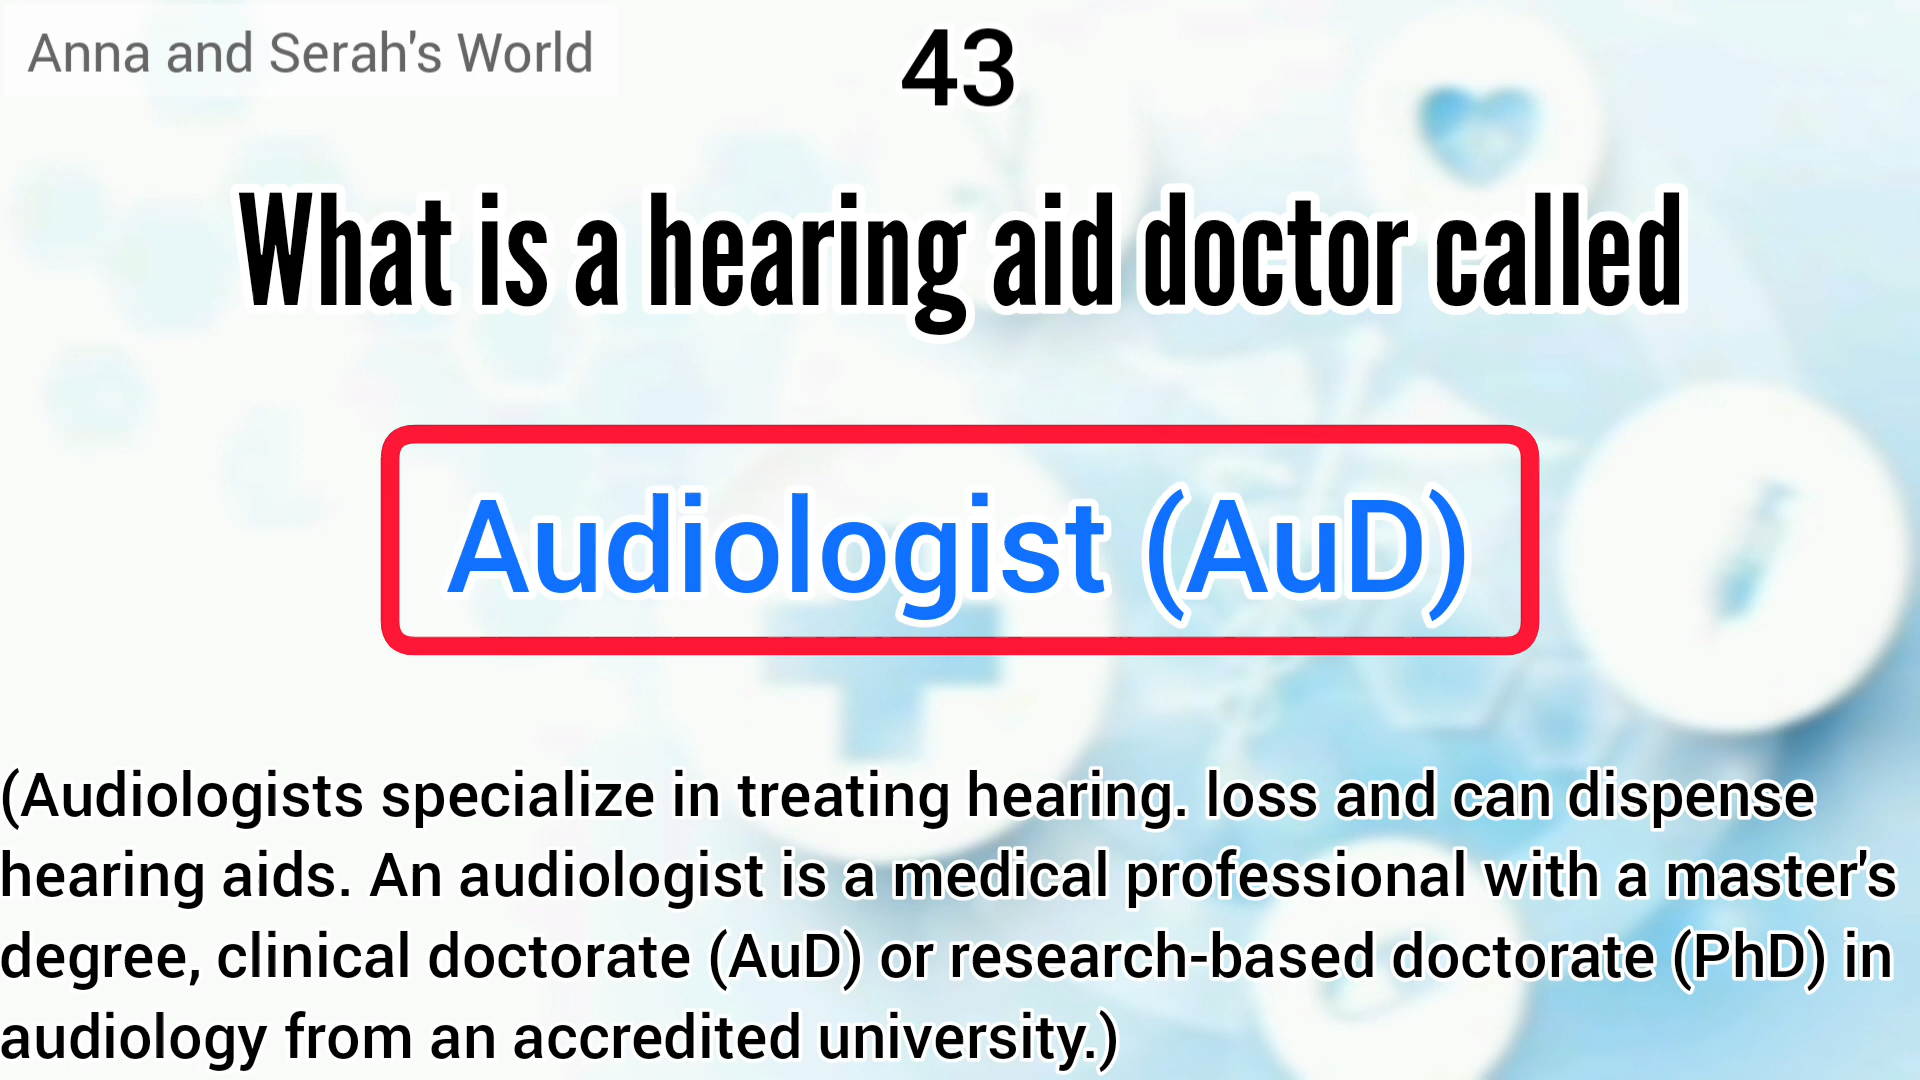 Anna and Serah's World
43
What is a hearing aid doctor called
Audiologist (AuD)
(Audiologists specialize in treating hearing. loss and can dispense
hearing aids. An audiologist is a medical professional with a master's
degree, clinical doctorate (AuD) or research-based doctorate (PhD) in
audiology from an accredited university.)